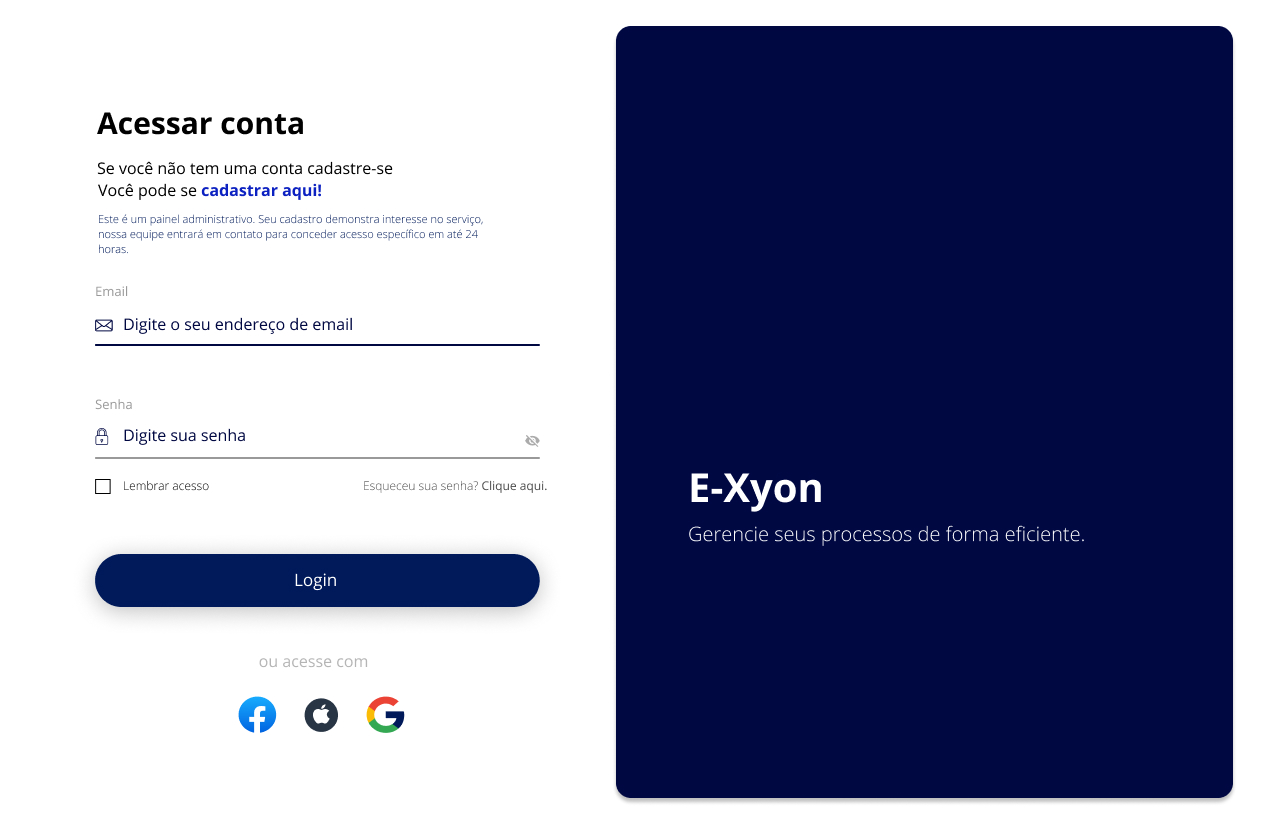 Acessar conta
Se você não tem uma conta cadastre-se
Você pode se cadastrar aqui!
Este é um painel administrativo. Seu cadastro demonstra interesse no serviço,
nossa equipe entrará em contato para conceder acesso específico em até 24
horas.
Email
Digite o seu endereço de email
Senha
Digite sua senha
Lembrar acesso
Esqueceu sua senha? Clique aqui.
Login
ou acesse com
E-Xyon
Gerencie seus processos de forma eficiente.